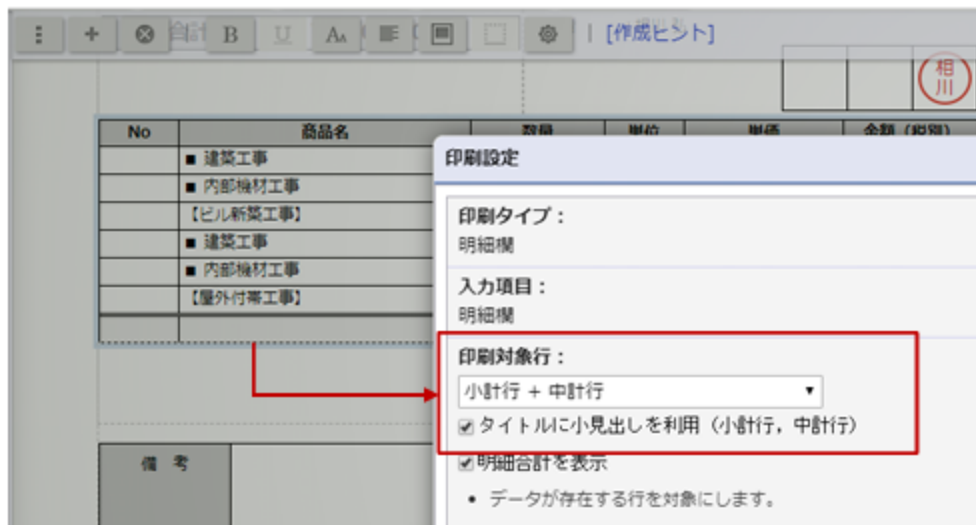 B U AA | [作成ヒント]
相川
No 商品名 数量 単位 単価 金額（税別）
■ 建築工事
■ 内部機材工事
【ビル新築工事】
■ 建築工事
■ 内部機材工事
【屋外付帯工事】
備 考
印刷設定
印刷タイプ：
明細欄
入力項目：
明細欄
印刷対象行：
小計行 + 中計行
タイトルに小見出しを利用（小計行，中計行）
明細合計を表示
• データが存在する行を対象にします。